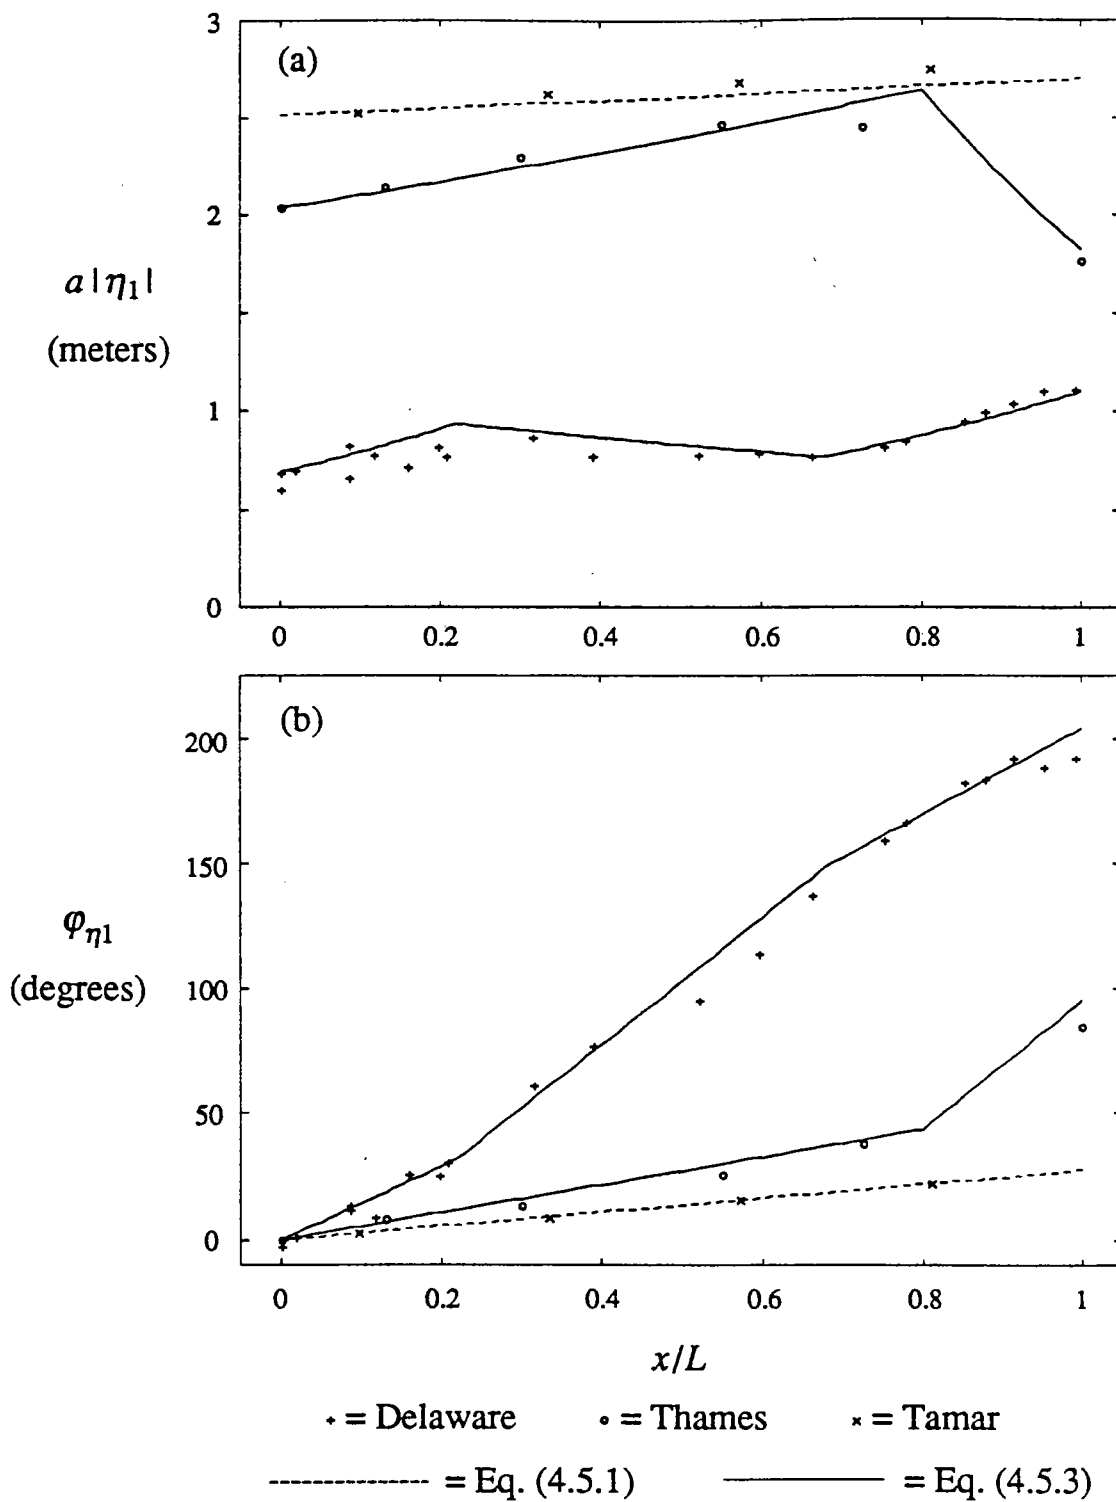 3
(a)
2
a|η₁|
(meters)
1
0
0 0.2 0.4 0.6 0.8 1
(b)
200
150
φη1
(degrees)
100
50
0
0 0.2 0.4 0.6 0.8 1
x/L
+ = Delaware o = Thames x = Tamar
------- = Eq. (4.5.1) ——— = Eq. (4.5.3)